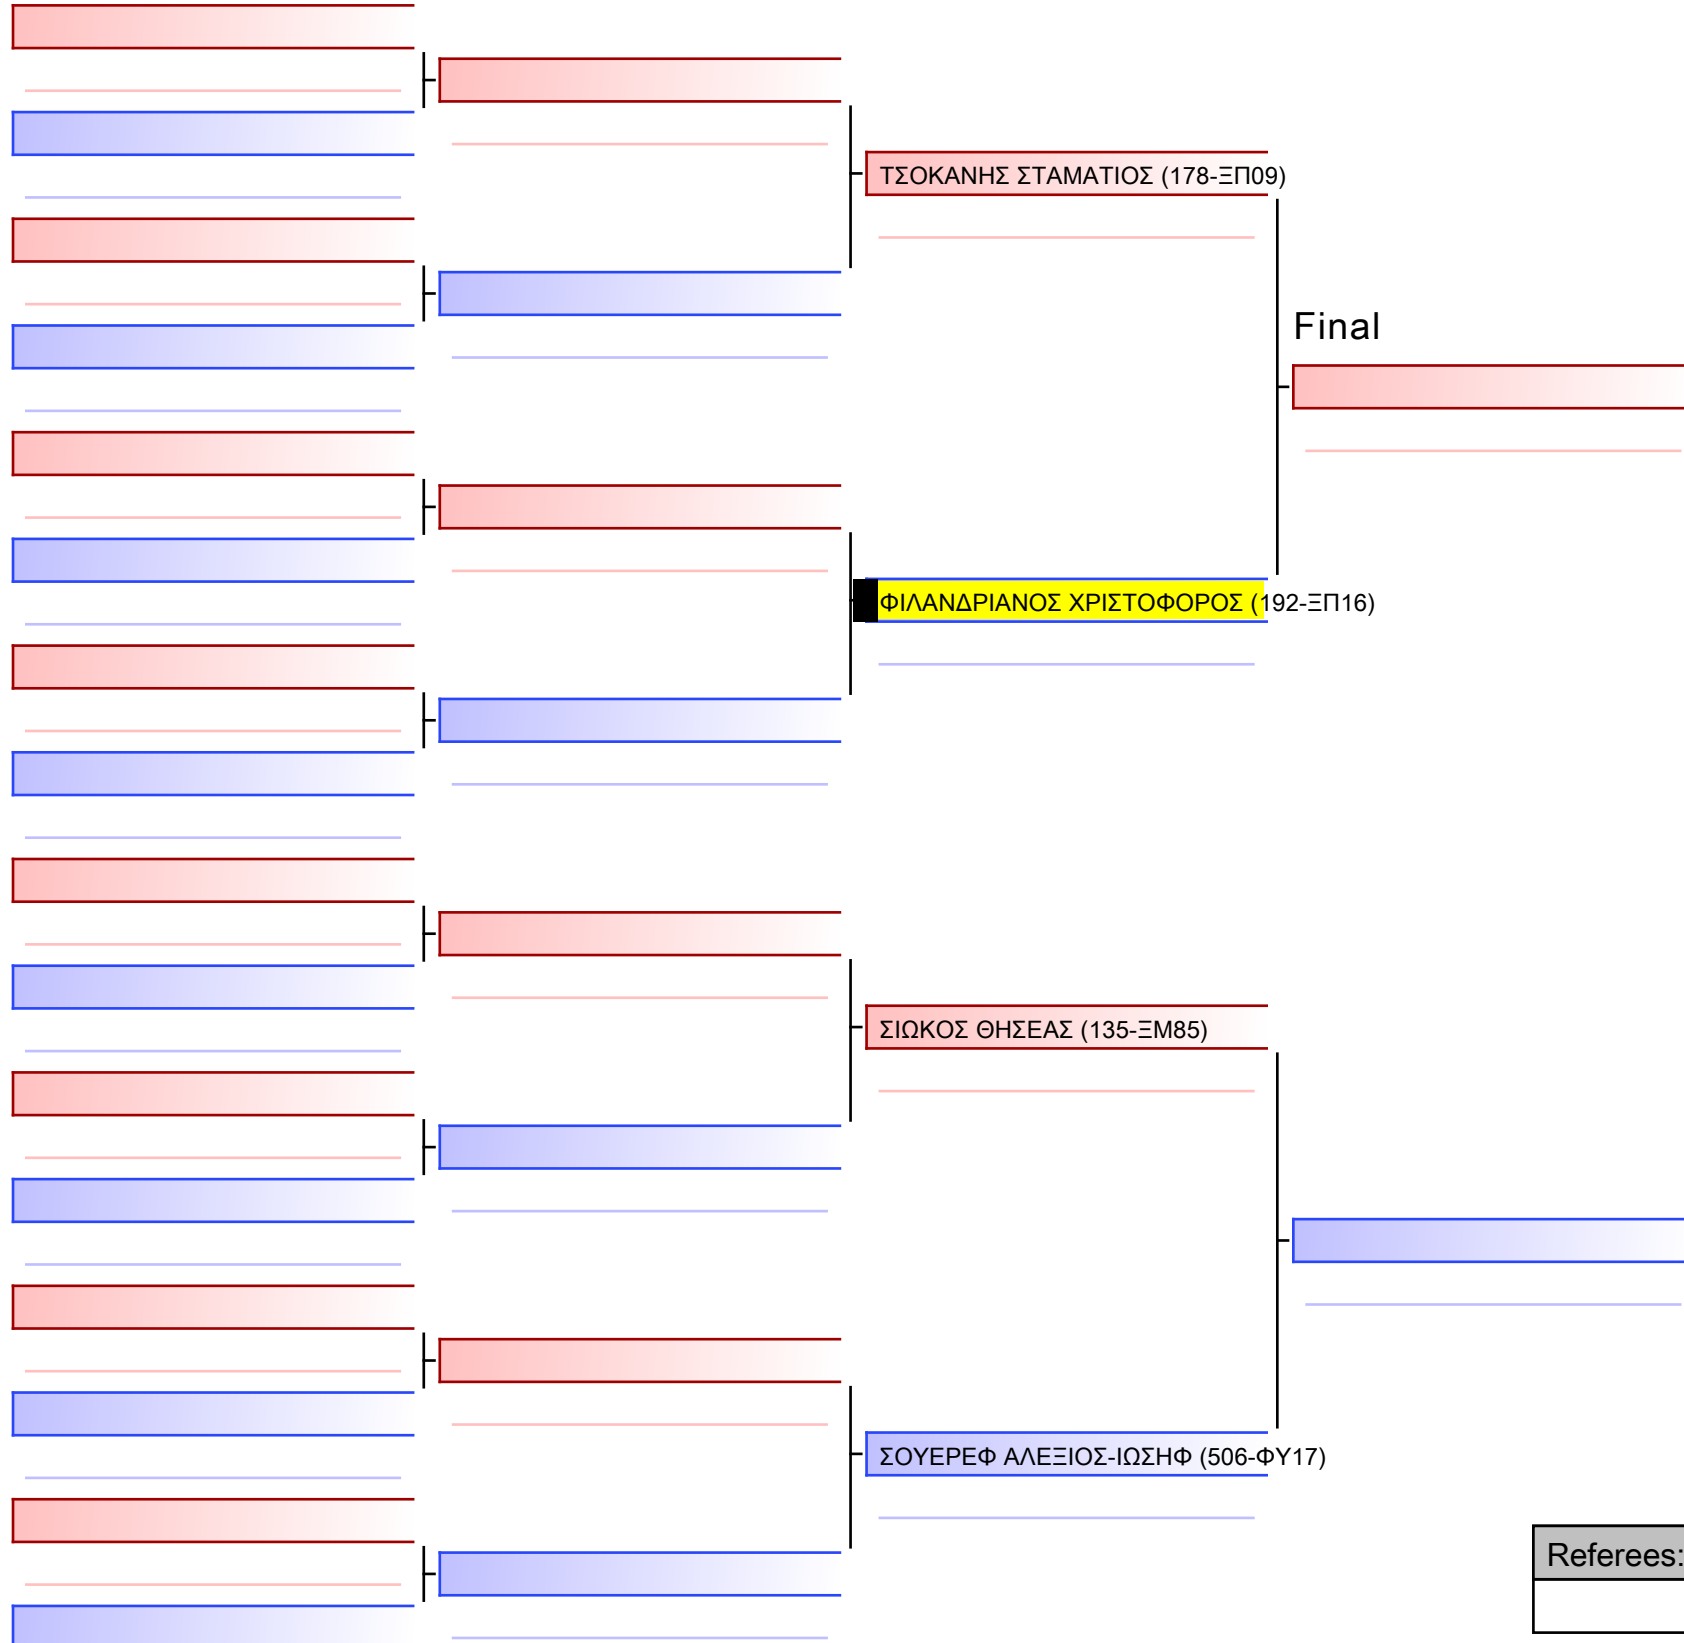 ΤΣΟΚΑΝΗΣ ΣΤΑΜΑΤΙΟΣ (178-ΞΠ09)
Final
ΦΙΛΑΝΔΡΙΑΝΟΣ ΧΡΙΣΤΟΦΟΡΟΣ (192-ΞΠ16)
ΣΙΩΚΟΣ ΘΗΣΕΑΣ (135-ΞΜ85)
ΣΟΥΕΡΕΦ ΑΛΕΞΙΟΣ-ΙΩΣΗΦ (506-ΦΥ17)
Referees: